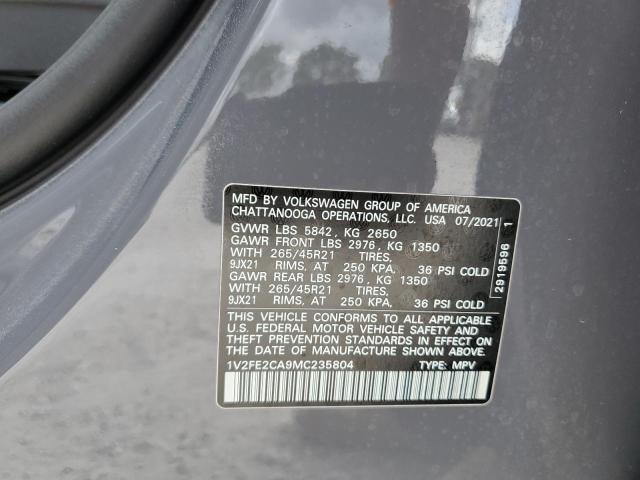 MFD BY VOLKSWAGEN GROUP OF AMERICA
CHATTANOOGA OPERATIONS, LLC. USA 07/2021
GVWR LBS 5842, KG 2650
GAWR FRONT LBS 2976, KG 1350
WITH 265/45R21 TIRES,
9JX21 RIMS, AT 250 KPA, 36 PSI COLD
GAWR REAR LBS 2976, KG 1350
WITH 265/45R21 TIRES,
9JX21 RIMS, AT 250 KPA, 36 PSI COLD
THIS VEHICLE CONFORMS TO ALL APPLICABLE
U.S. FEDERAL MOTOR VEHICLE SAFETY AND
THEFT PREVENTION STANDARDS IN EFFECT ON
THE DATE OF MANUFACTURE SHOWN ABOVE.
1V2FE2CA9MC235804 TYPE: MPV
2919596 1